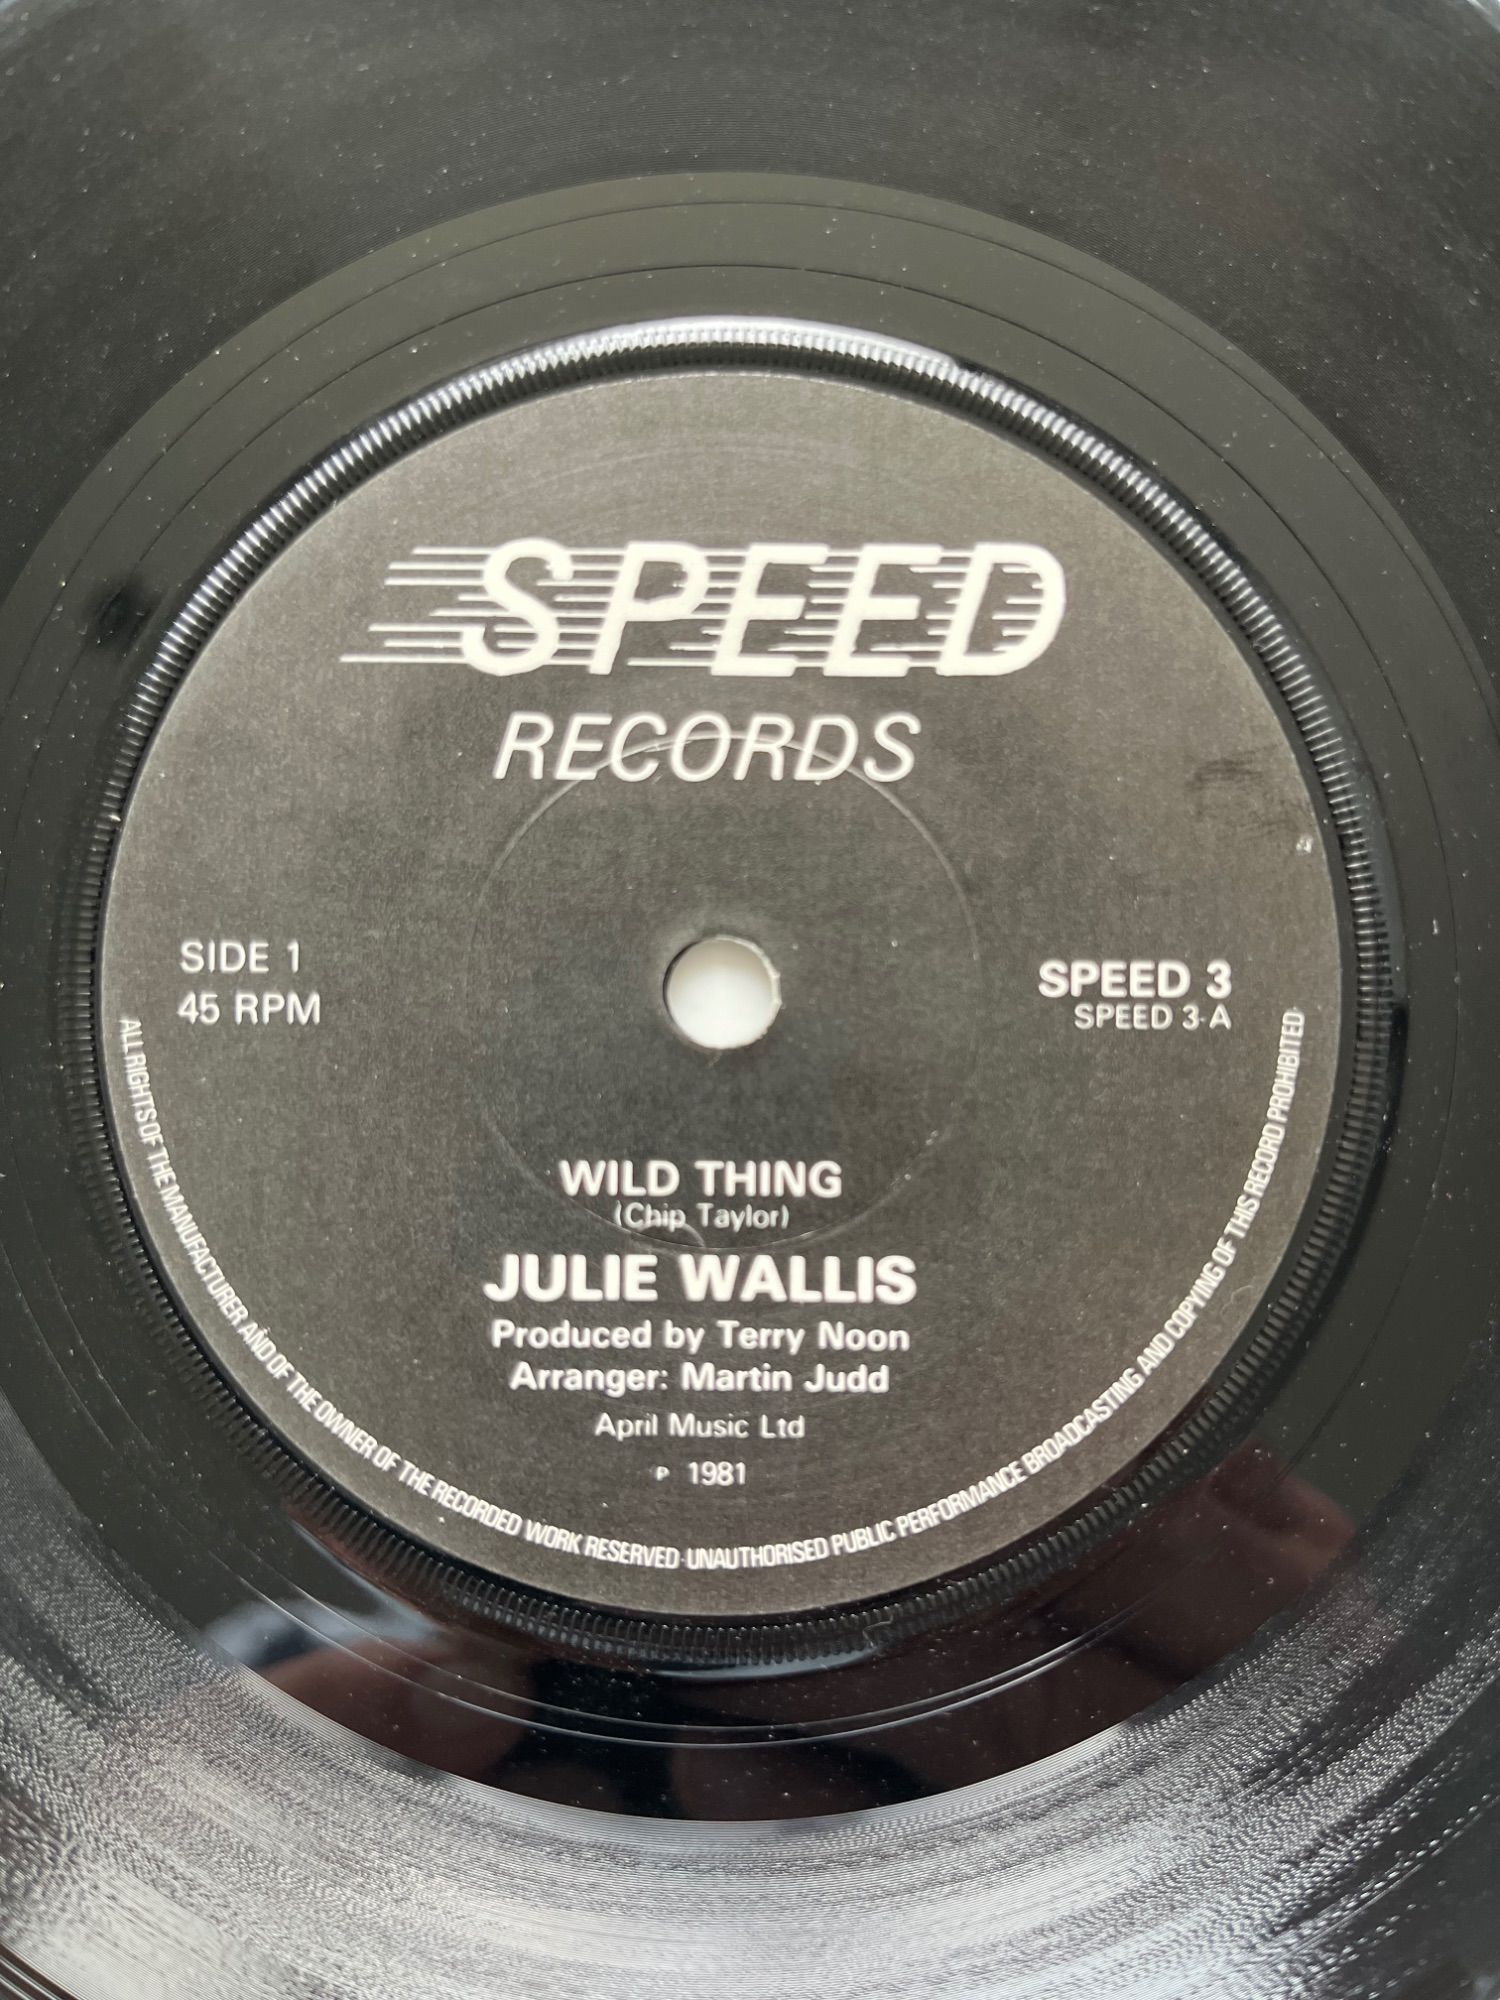 SPEED
RECORDS
SIDE 1
45 RPM
SPEED 3
SPEED 3-A
WILD THING
(Chip Taylor)
JULIE WALLIS
Produced by Terry Noon
Arranger: Martin Judd
April Music Ltd
℗ 1981
ALL RIGHTS OF THE MANUFACTURER AND OF THE OWNER OF THE RECORDED WORK RESERVED·UNAUTHORISED PUBLIC PERFORMANCE BROADCASTING AND COPYING OF THIS RECORD PROHIBITED·